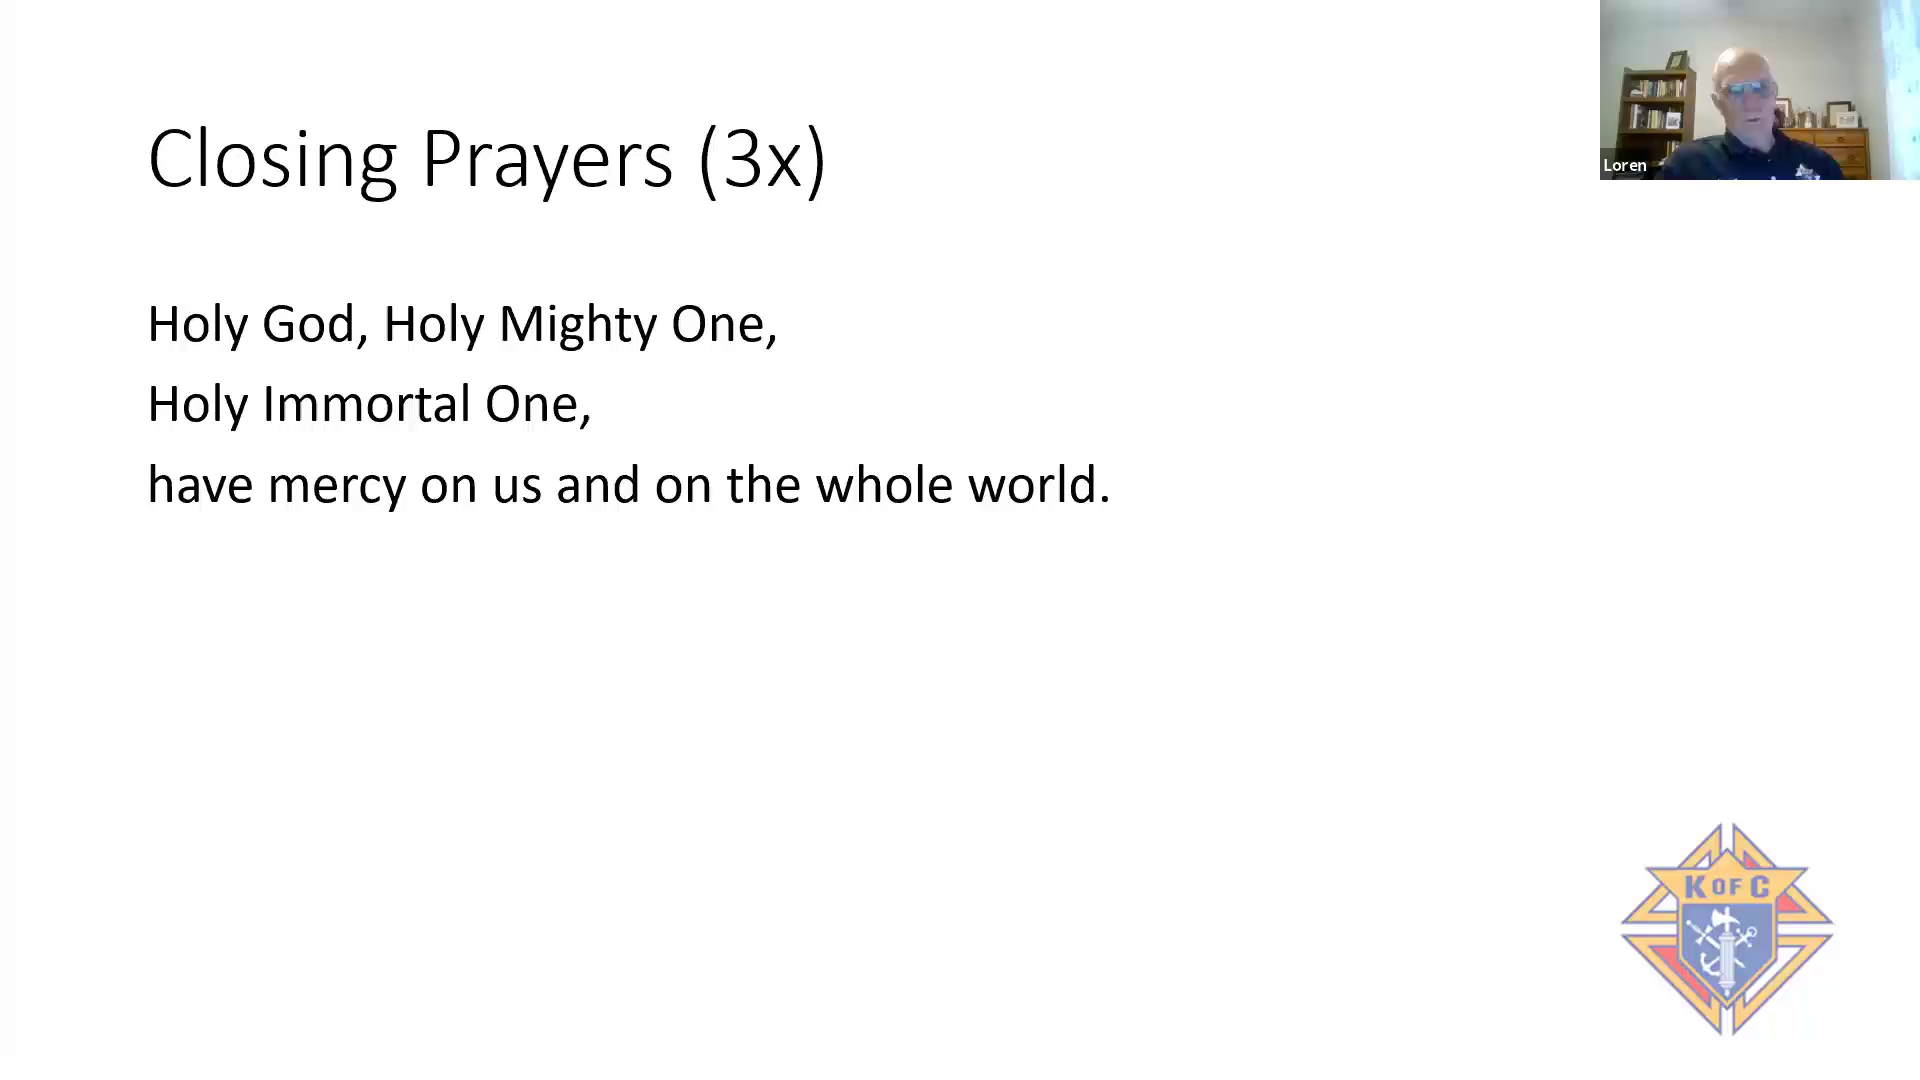 Closing Prayers (3x)
Holy God, Holy Mighty One,
Holy Immortal One,
have mercy on us and on the whole world.
Loren
K OF C